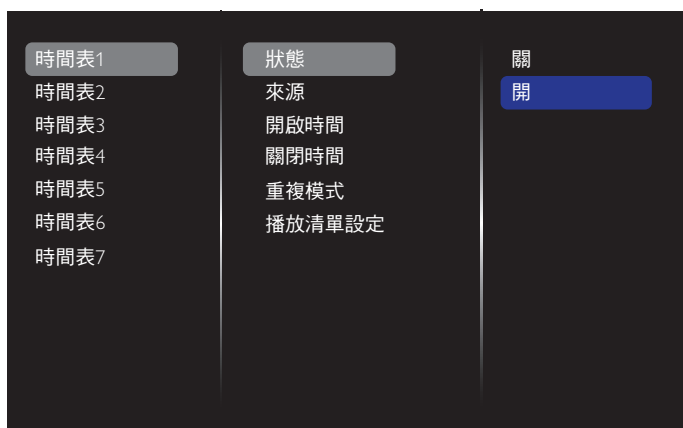 時間表1
時間表2
時間表3
時間表4
時間表5
時間表6
時間表7
狀態
來源
開啟時間
關閉時間
重複模式
播放清單設定
關
開